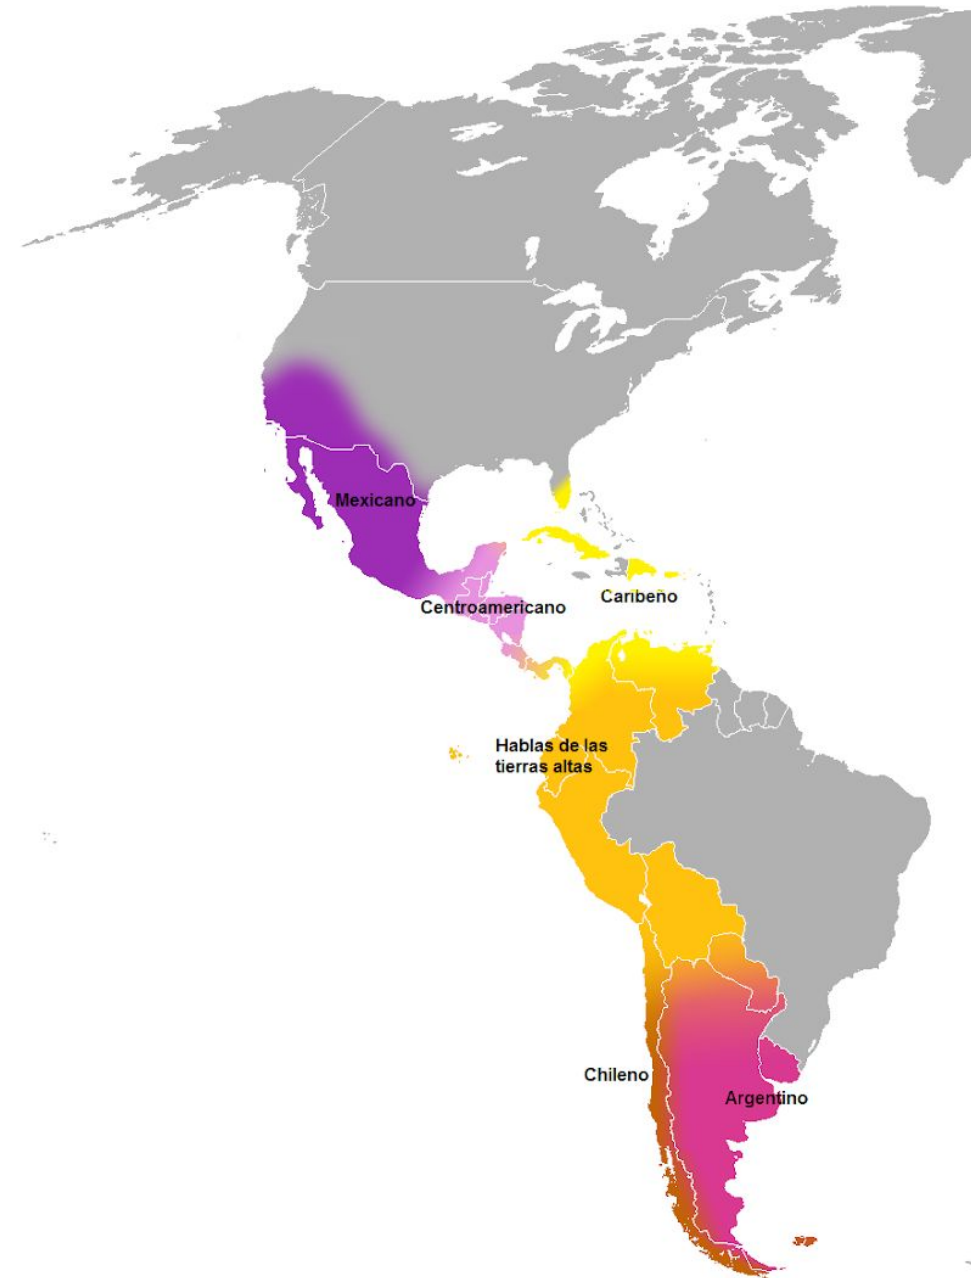 Mexicano
Centroamericano
Caribeño
Hablas de las
tierras altas
Chileno
Argentino